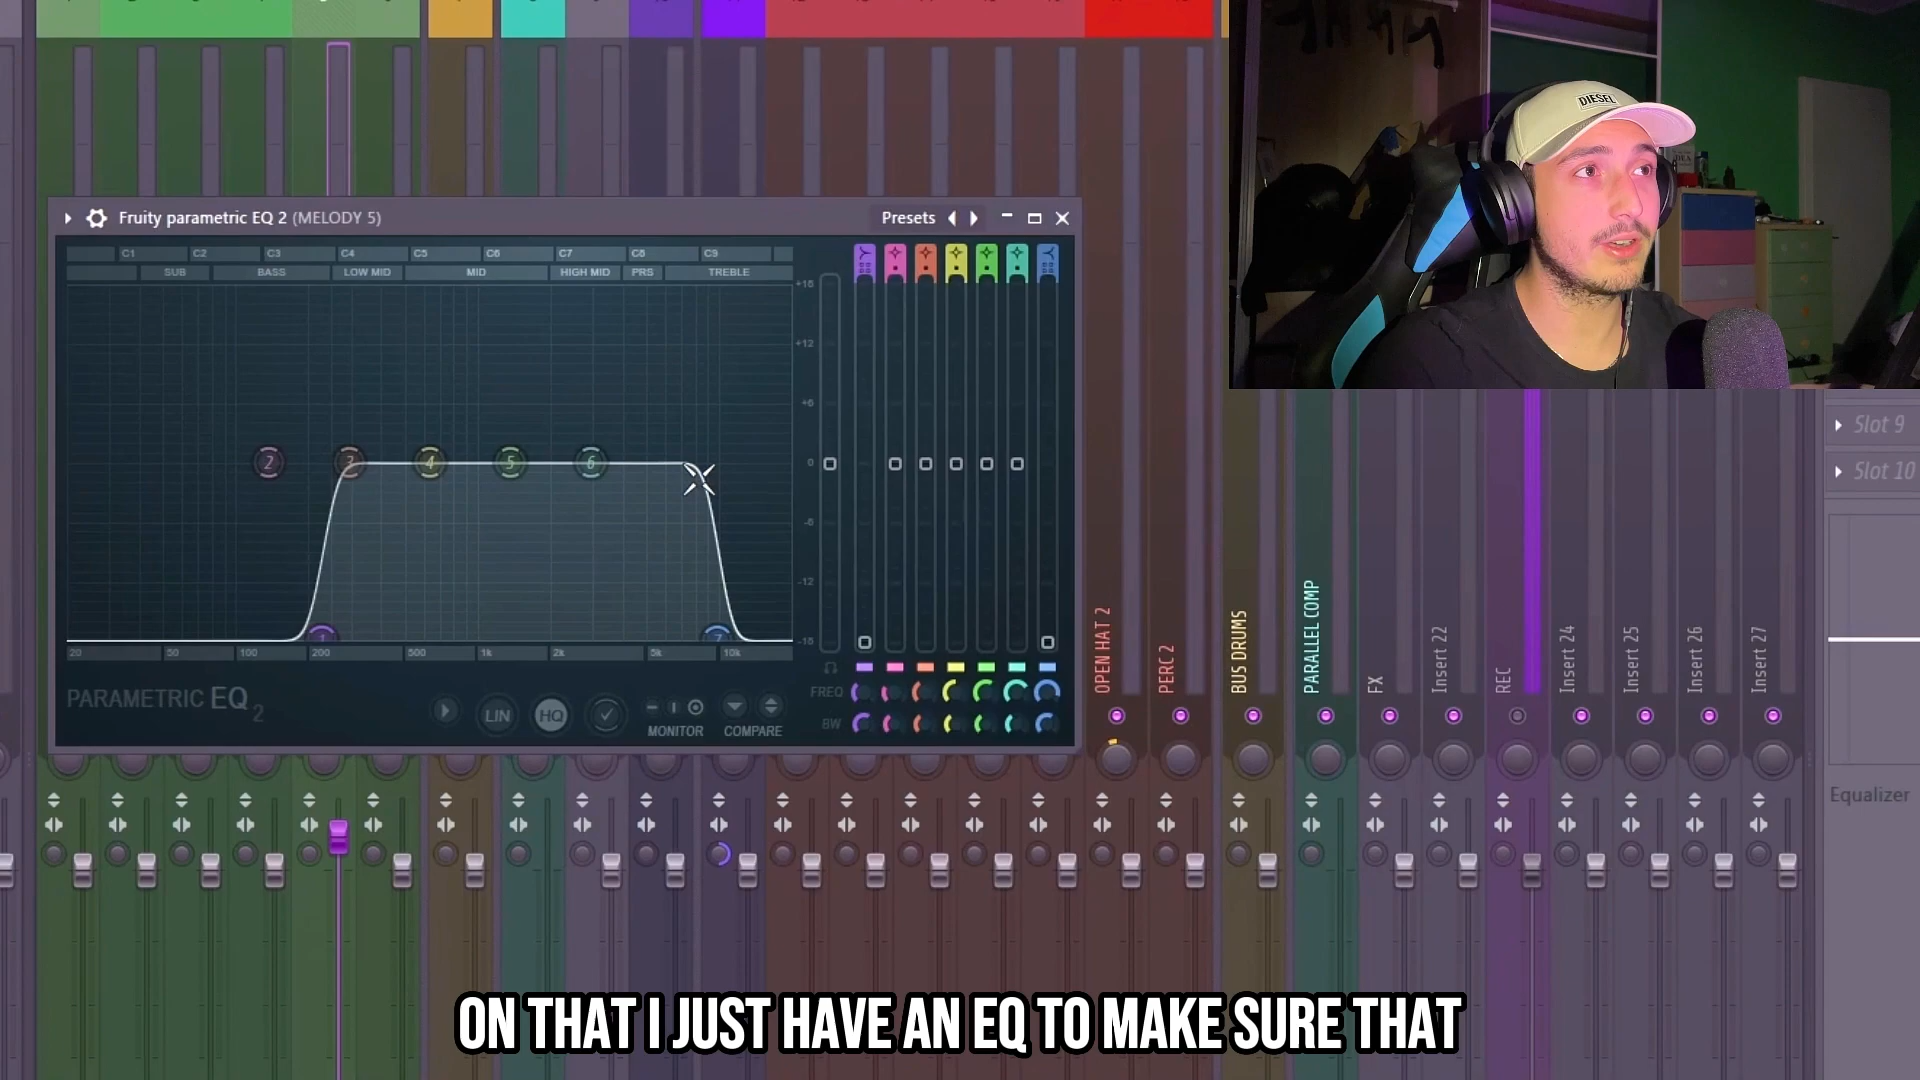 Fruity parametric EQ 2 (MELODY 5)
Presets
C1 C2 C3 C4 C5 C6 C7 C8 C9
SUB BASS LOW MID MID HIGH MID PRS TREBLE
+12
+6
0
-12
2 3 4 5 6
1 7
20 50 100 200 500 1k 2k 5k 10k
PARAMETRIC EQ 2
LIN HQ
MONITOR COMPARE
FREQ
BW
DIESEL
Slot 9
Slot 10
OPEN HAT 2
PERC 2
BUS DRUMS
PARALLEL COMP
FX
Insert 22
REC
Insert 24
Insert 25
Insert 26
Insert 27
Equalizer
ON THAT I JUST HAVE AN EQ TO MAKE SURE THAT